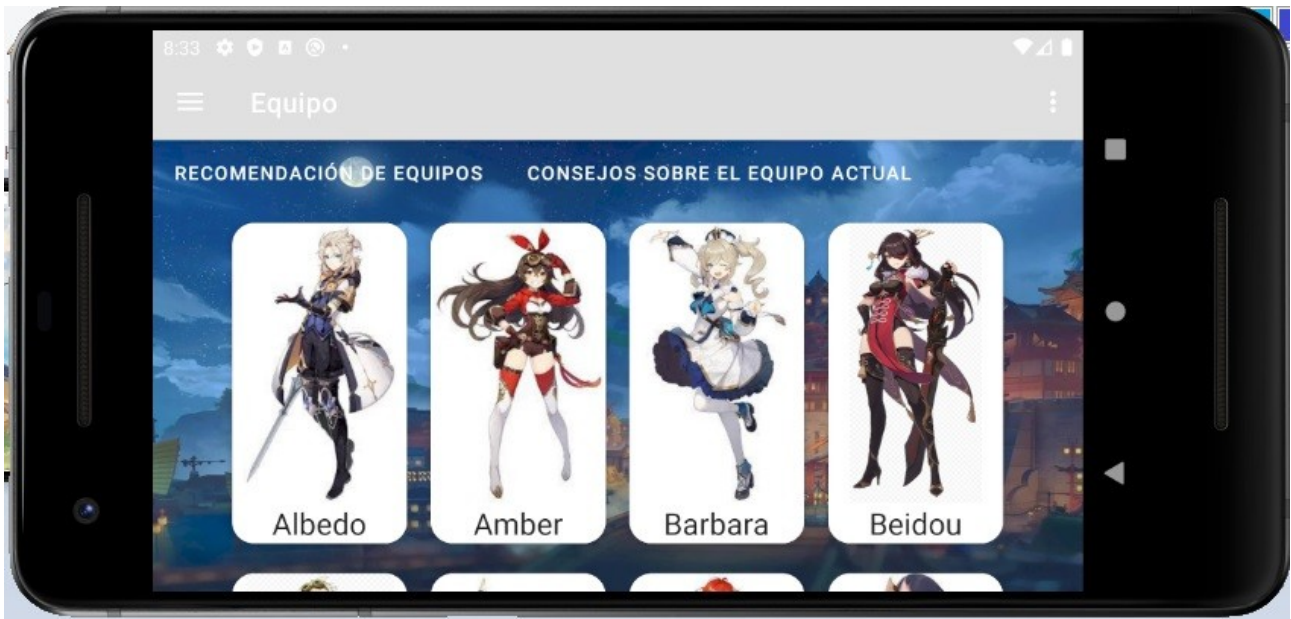 8:33
Equipo
RECOMENDACIÓN DE EQUIPOS CONSEJOS SOBRE EL EQUIPO ACTUAL
Albedo Amber Barbara Beidou